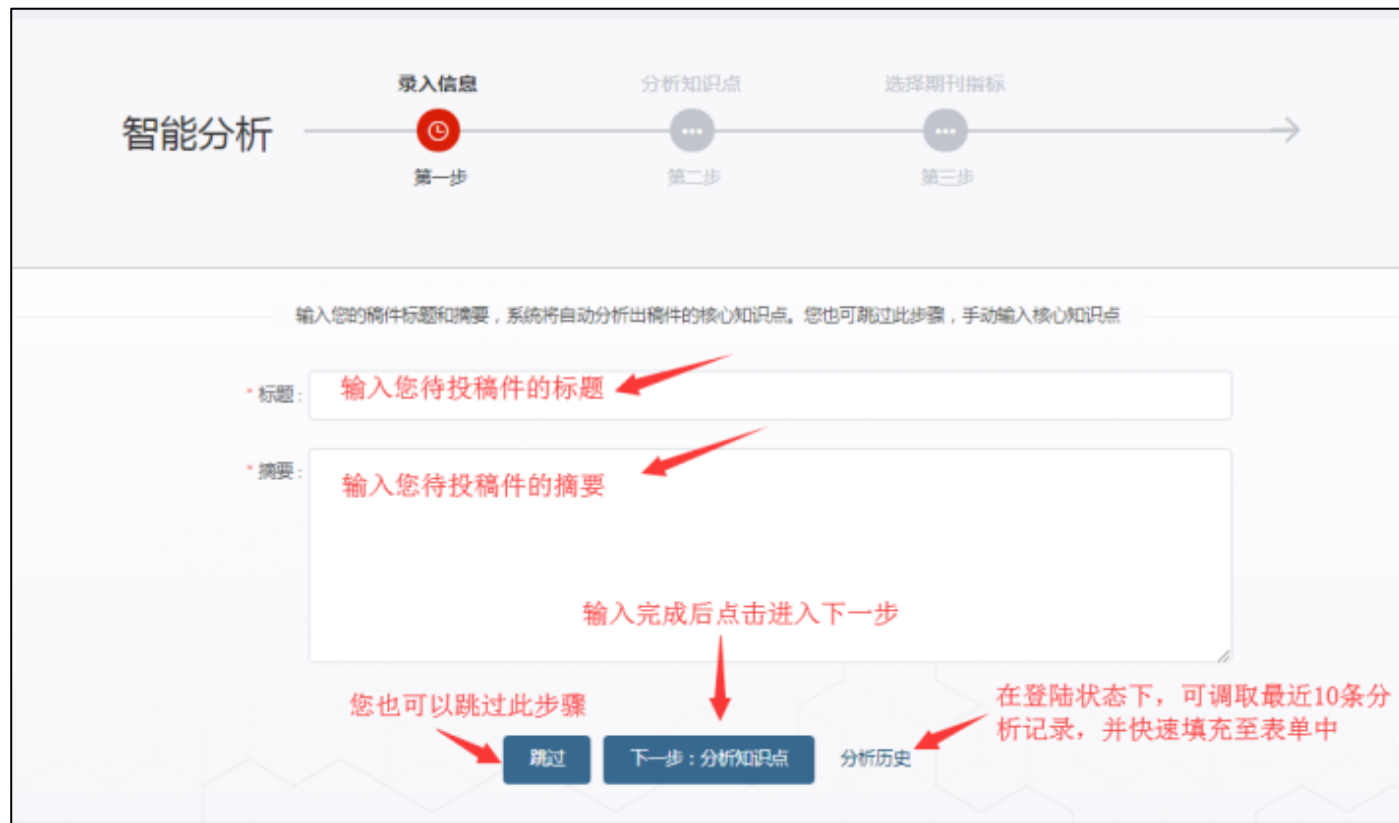 录入信息
分析知识点
选择期刊指标
智能分析
第一步
第二步
第三步
输入您的稿件标题和摘要，系统将自动分析出稿件的核心知识点。您也可跳过此步骤，手动输入核心知识点
* 标题：
输入您待投稿件的标题
* 摘要：
输入您待投稿件的摘要
输入完成后点击进入下一步
您也可以跳过此步骤
在登陆状态下，可调取最近10条分
析记录，并快速填充至表单中
跳过
下一步：分析知识点
分析历史